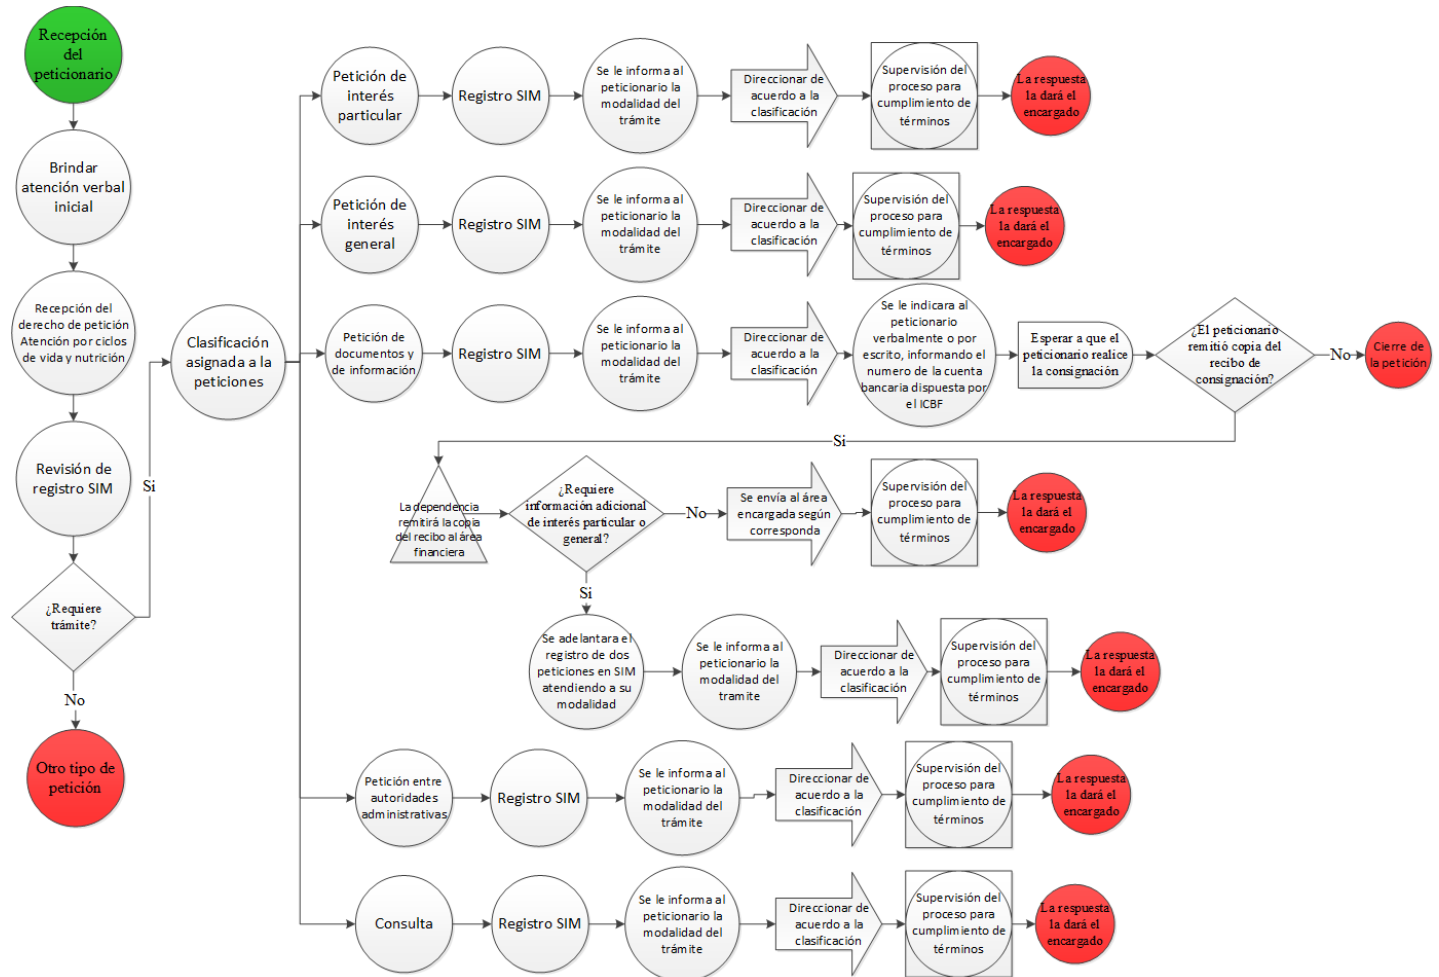 Recepción
del
peticionario
Brindar
atención verbal
inicial
Recepción del
derecho de petición
Atención por ciclos
de vida y nutrición
Revisión de
registro SIM
¿Requiere
trámite?
Si
No
Otro tipo de
petición
Clasificación
asignada a la
peticiones
Petición de
interés
particular
Registro SIM
Se le informa al
peticionario la
modalidad del
trámite
Direccionar de
acuerdo a la
clasificación
Supervisión del
proceso para
cumplimiento de
términos
La respuesta
la dará el
encargado
Petición de
interés
general
Registro SIM
Se le informa al
peticionario la
modalidad del
trámite
Direccionar de
acuerdo a la
clasificación
Supervisión del
proceso para
cumplimiento de
términos
La respuesta
la dará el
encargado
Petición de
documentos y
de información
Registro SIM
Se le informa al
peticionario la
modalidad del
trámite
Direccionar de
acuerdo a la
clasificación
Se le indicara al
peticionario
verbalmente o por
escrito, informando el
numero de la cuenta
bancaria dispuesta por
el ICBF
Esperar a que el
peticionario realice
la consignación
¿El peticionario
remitió copia del
recibo de
consignación?
No
Cierre de
la petición
Si
La dependencia
remitirá la copia
del recibo al área
financiera
¿Requiere
información adicional
de interés particular o
general?
No
Se envía al área
encargada según
corresponda
Supervisión del
proceso para
cumplimiento de
términos
La respuesta
la dará el
encargado
Si
Se adelantara el
registro de dos
peticiones en SIM
atendiendo a su
modalidad
Se le informa al
peticionario la
modalidad del
tramite
Direccionar de
acuerdo a la
clasificación
Supervisión del
proceso para
cumplimiento de
términos
La respuesta
la dará el
encargado
Petición entre
autoridades
administrativas
Registro SIM
Se le informa al
peticionario la
modalidad del
trámite
Direccionar de
acuerdo a la
clasificación
Supervisión del
proceso para
cumplimiento de
términos
La respuesta
la dará el
encargado
Consulta
Registro SIM
Se le informa al
peticionario la
modalidad del
trámite
Direccionar de
acuerdo a la
clasificación
Supervisión del
proceso para
cumplimiento de
términos
La respuesta
la dará el
encargado